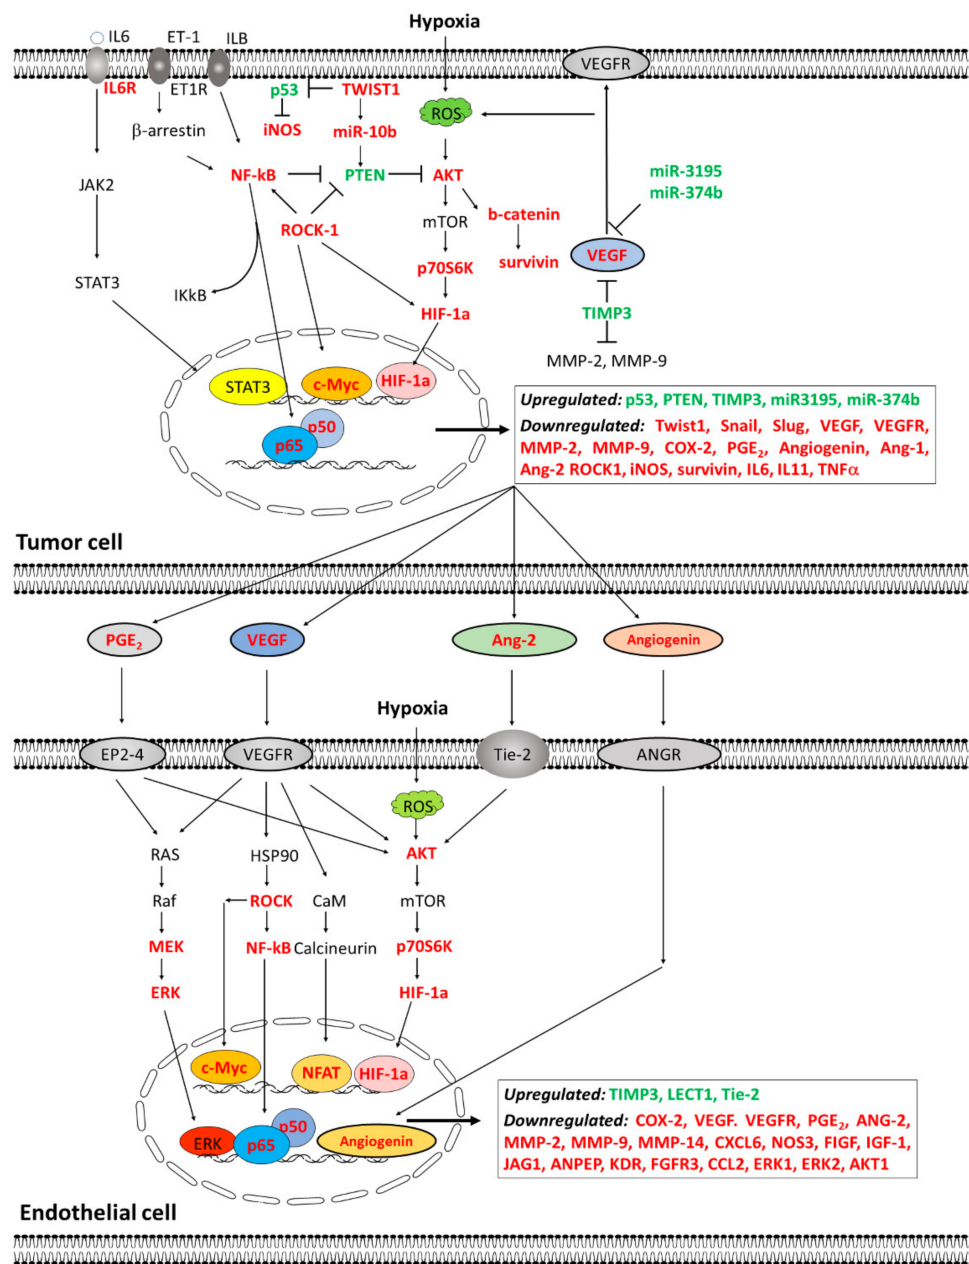 Hypoxia
IL6
ET-1
ILB
VEGFR
IL6R
ET1R
p53
TWIST1
ROS
β-arrestin
iNOS
miR-10b
miR-3195
miR-374b
JAK2
NF-kB
PTEN
AKT
ROCK-1
mTOR
b-catenin
STAT3
p70S6K
survivin
VEGF
IKkB
HIF-1a
TIMP3
MMP-2, MMP-9
STAT3
c-Myc
HIF-1a
p50
p65
Upregulated: p53, PTEN, TIMP3, miR3195, miR-374b
Downregulated: Twist1, Snail, Slug, VEGF, VEGFR,
MMP-2, MMP-9, COX-2, PGE₂, Angiogenin, Ang-1,
Ang-2 ROCK1, iNOS, survivin, IL6, IL11, TNFα
Tumor cell
PGE₂
VEGF
Ang-2
Angiogenin
Hypoxia
EP2-4
VEGFR
Tie-2
ANGR
ROS
RAS
HSP90
AKT
Raf
ROCK
CaM
mTOR
MEK
NF-kB
Calcineurin
p70S6K
ERK
HIF-1a
c-Myc
NFAT
HIF-1a
ERK
p65
p50
Angiogenin
Upregulated: TIMP3, LECT1, Tie-2
Downregulated: COX-2, VEGF. VEGFR, PGE₂, ANG-2,
MMP-2, MMP-9, MMP-14, CXCL6, NOS3, FIGF, IGF-1,
JAG1, ANPEP, KDR, FGFR3, CCL2, ERK1, ERK2, AKT1
Endothelial cell